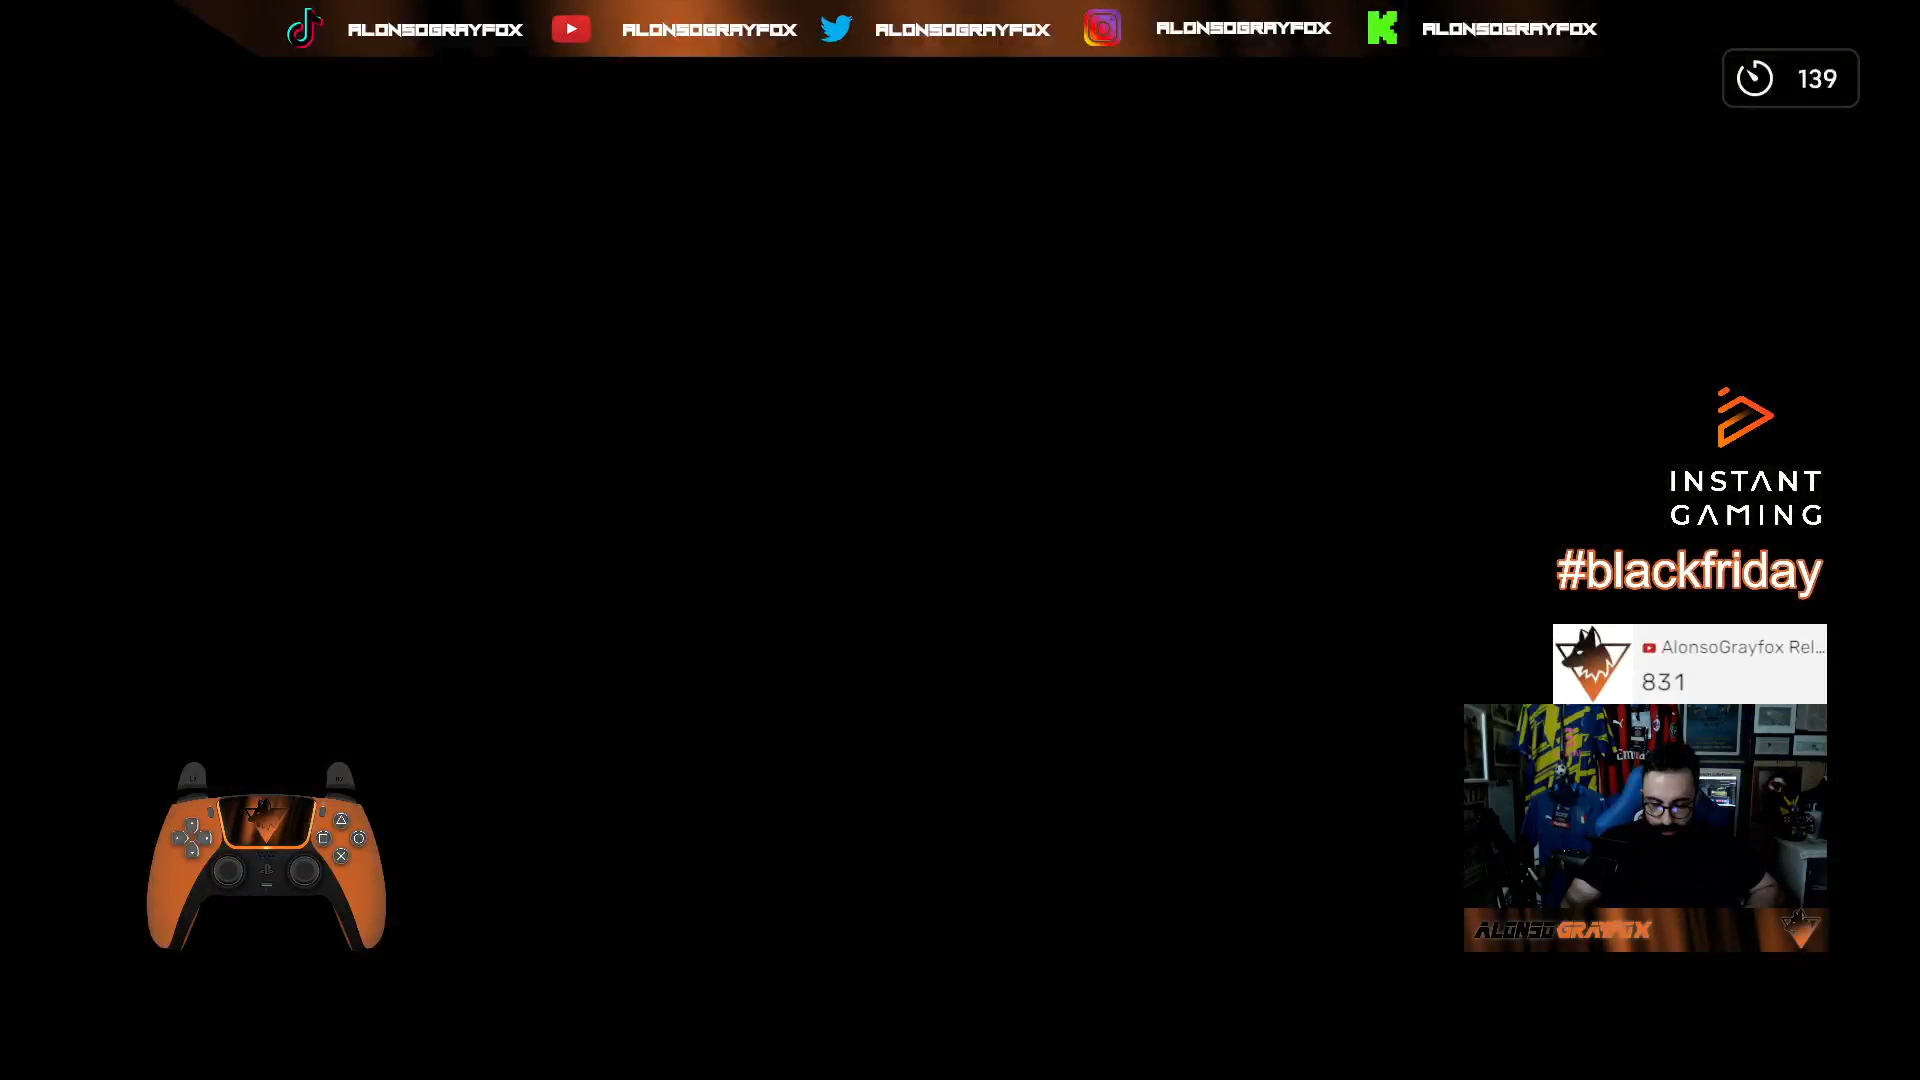 ALONSOGRAYFOX ALONSOGRAYFOX ALONSOGRAYFOX ALONSOGRAYFOX ALONSOGRAYFOX
139
INSTANT
GAMING
#blackfriday
AlonsoGrayfox Rel...
831
ALONSOGRAYFOX